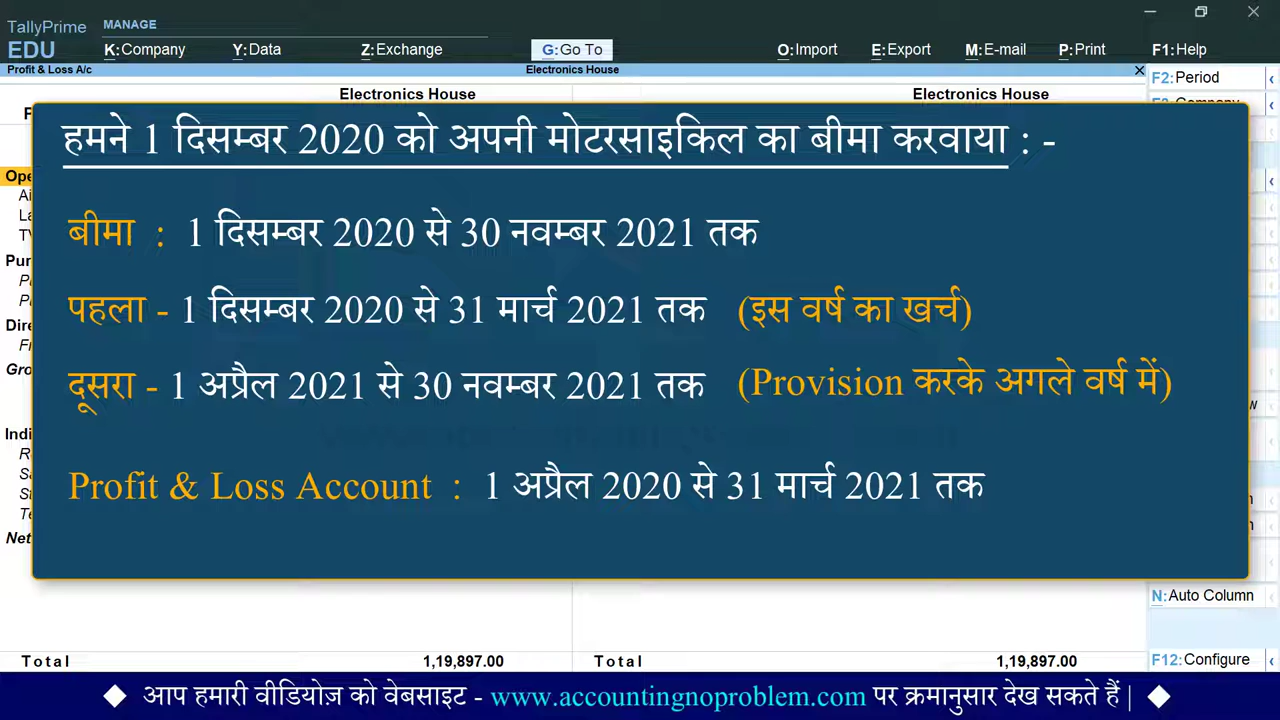 TallyPrime
MANAGE
EDU
K:Company
Y:Data
Z:Exchange
G:Go To
O:Import
E:Export
M:E-mail
P:Print
F1:Help
Profit & Loss A/c
Electronics House
F2:Period
Electronics House
Electronics House
हमने 1 दिसम्बर 2020 को अपनी मोटरसाइकिल का बीमा करवाया : -
बीमा : 1 दिसम्बर 2020 से 30 नवम्बर 2021 तक
पहला - 1 दिसम्बर 2020 से 31 मार्च 2021 तक (इस वर्ष का खर्च)
दूसरा - 1 अप्रैल 2021 से 30 नवम्बर 2021 तक (Provision करके अगले वर्ष में)
Profit & Loss Account : 1 अप्रैल 2020 से 31 मार्च 2021 तक
N:Auto Column
Total 1,19,897.00
Total 1,19,897.00
F12:Configure
◆ आप हमारी वीडियोज़ को वेबसाइट - www.accountingnoproblem.com पर क्रमानुसार देख सकते हैं | ◆